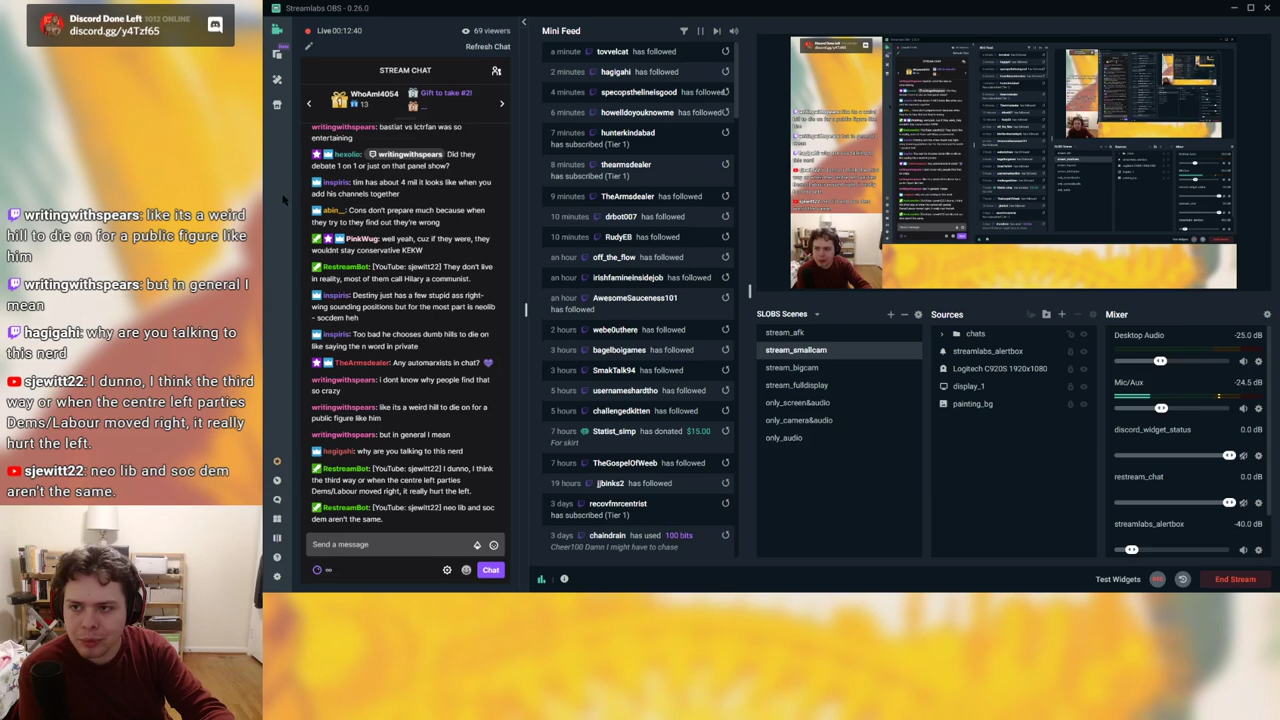 Discord Done Left 1012 ONLINE
discord.gg/y4Tzf65
writingwithspears: like its a weird
hill to die on for a public figure like
him
writingwithspears: but in general I
mean
hagigahi: why are you talking to
this nerd
sjewitt22: I dunno, I think the third
way or when the centre left parties
Dems/Labour moved right, it really
hurt the left.
sjewitt22: neo lib and soc dem
aren't the same.
Streamlabs OBS - 0.26.0
Live 00:12:40
69 viewers
Refresh Chat
STREAM CHAT
WhoAmI4054
13
Gift to take #2!
writingwithspears: bastiat vs lctrfan was so
entertaining
hexolio: writingwithspears Did they
debate 1 on 1 or just on that panel show?
inspiris: tim has about 4 mil it looks like when you
add his channels together
abin__: Cons don't prepare much because when
they try to they find out they're wrong
PinkWug: well yeah, cuz if they were, they
wouldnt stay conservative KEKW
RestreamBot: [YouTube: sjewitt22] They don't live
in reality, most of them call Hilary a communist.
inspiris: Destiny just has a few stupid ass right-
wing sounding positions but for the most part is neolib
- socdem heh
inspiris: Too bad he chooses dumb hills to die on
like saying the n word in private
TheArmsdealer: Any automarxists in chat? 💜
writingwithspears: i dont know why people find that
so crazy
writingwithspears: like its a weird hill to die on for a
public figure like him
writingwithspears: but in general I mean
hagigahi: why are you talking to this nerd
RestreamBot: [YouTube: sjewitt22] I dunno, I think
the third way or when the centre left parties
Dems/Labour moved right, it really hurt the left.
RestreamBot: [YouTube: sjewitt22] neo lib and soc
dem aren't the same.
Send a message
Chat
Mini Feed
a minute tovvelcat has followed
2 minutes hagigahi has followed
4 minutes specopsthelineisgood has followed
6 minutes howelldoyouknowme has followed
7 minutes hunterkindabad
has subscribed (Tier 1)
7 minutes thearmsdealer
has subscribed (Tier 1)
7 minutes TheArmsdealer has followed
11 minutes drbot007 has followed
RudyEB has followed
an hour off_the_flow has followed
an hour irishfamineinsidejob has followed
an hour AwesomeSauceness101
has followed
2 hours webe0uthere has followed
3 hours bagelboigames has followed
3 hours SmakTalk94 has followed
5 hours usernameshardtho has followed
5 hours challengedkitten has followed
7 hours Statist_simp has donated $15.00
For skirt
7 hours TheGospelOfWeeb has followed
19 hours jjbinks2 has followed
3 days recovfmrcentrist
has subscribed (Tier 1)
3 days chaindrain has used 100 bits
Cheer100 Damn I might have to chase
SLOBS Scenes
stream_afk
stream_smallcam
stream_bigcam
stream_fulldisplay
only_screen&audio
only_camera&audio
only_audio
Sources
chats
streamlabs_alertbox
Logitech C920S 1920x1080
display_1
painting_bg
Mixer
Desktop Audio -25.0 dB
Mic/Aux -24.5 dB
discord_widget_status 0.0 dB
restream_chat 0.0 dB
streamlabs_alertbox -40.0 dB
Test Widgets
REC
End Stream